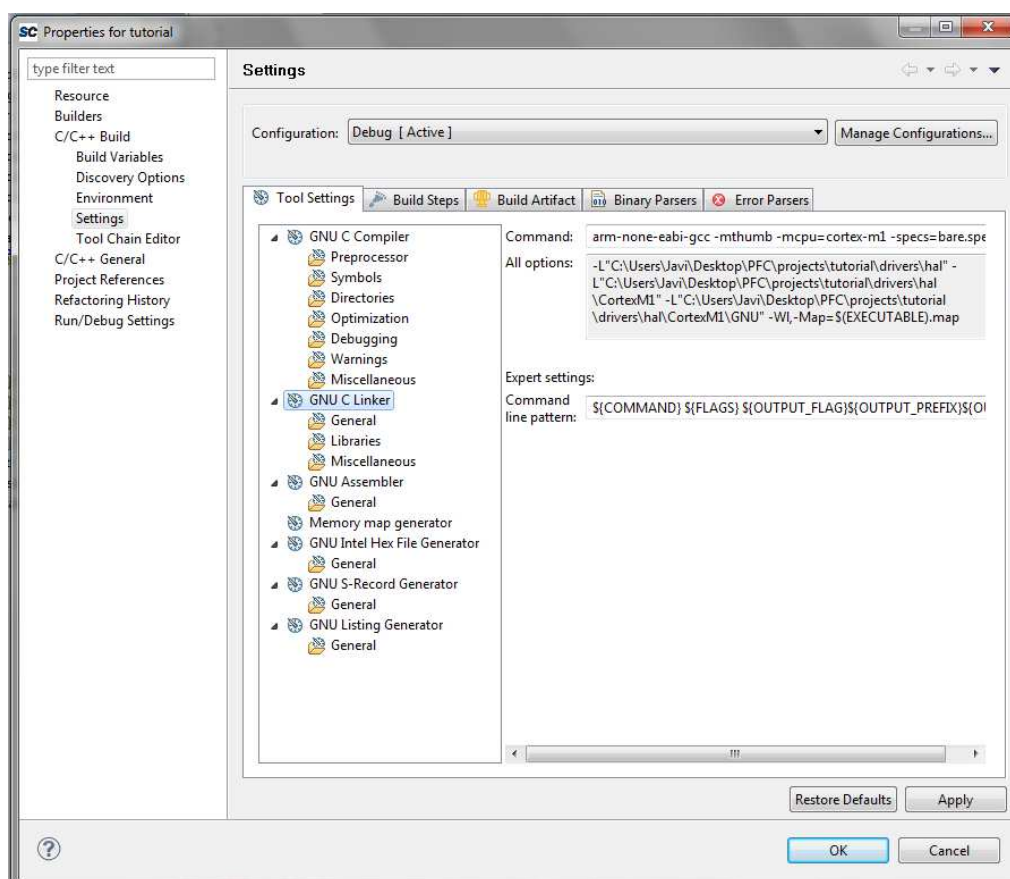 SC Properties for tutorial
type filter text
Resource
Builders
C/C++ Build
Build Variables
Discovery Options
Environment
Settings
Tool Chain Editor
C/C++ General
Project References
Refactoring History
Run/Debug Settings
Settings
Configuration: Debug [ Active ] Manage Configurations...
Tool Settings Build Steps Build Artifact Binary Parsers Error Parsers
GNU C Compiler
Preprocessor
Symbols
Directories
Optimization
Debugging
Warnings
Miscellaneous
GNU C Linker
General
Libraries
Miscellaneous
GNU Assembler
General
Memory map generator
GNU Intel Hex File Generator
General
GNU S-Record Generator
General
GNU Listing Generator
General
Command: arm-none-eabi-gcc -mthumb -mcpu=cortex-m1 -specs=bare.spe
All options: -L"C:\Users\Javi\Desktop\PFC\projects\tutorial\drivers\hal" -
L"C:\Users\Javi\Desktop\PFC\projects\tutorial\drivers\hal
\CortexM1" -L"C:\Users\Javi\Desktop\PFC\projects\tutorial
\drivers\hal\CortexM1\GNU" -Wl,-Map=$(EXECUTABLE).map
Expert settings:
Command
line pattern: ${COMMAND} ${FLAGS} ${OUTPUT_FLAG}${OUTPUT_PREFIX}${OU
Restore Defaults Apply
? OK Cancel